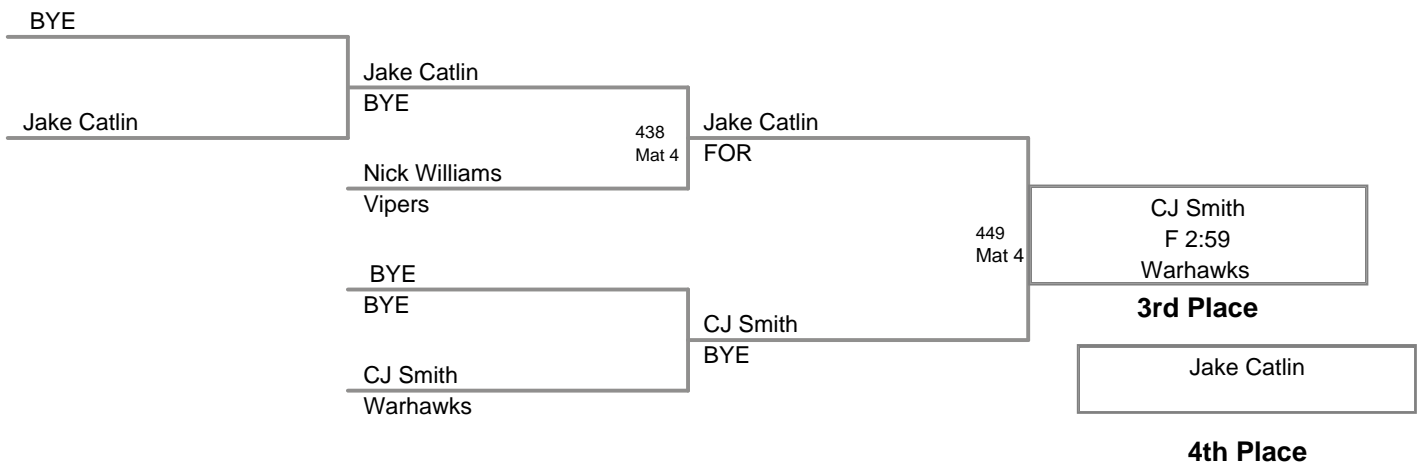 BYE
Jake Catlin
Jake Catlin
BYE
438
Mat 4
Nick Williams
Vipers
Jake Catlin
FOR
BYE
BYE
CJ Smith
Warhawks
CJ Smith
BYE
449
Mat 4
CJ Smith
F 2:59
Warhawks
3rd Place
Jake Catlin
4th Place